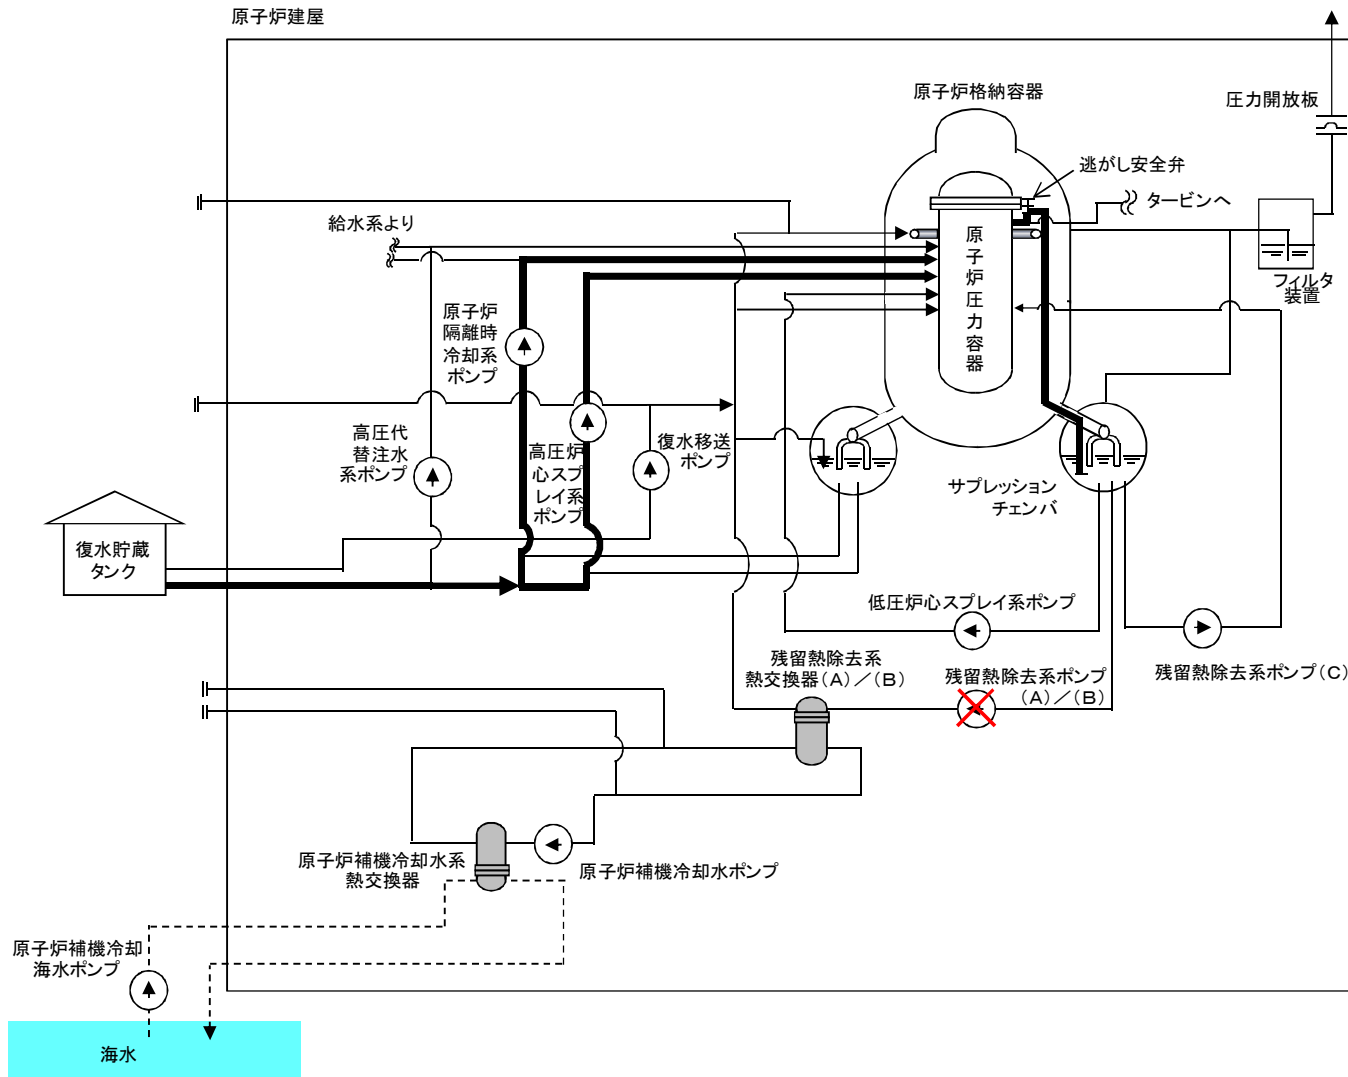 原子炉建屋
原子炉格納容器
圧力開放板
逃がし安全弁
タービンへ
給水系より
原
子
炉
圧
力
容
器
フィルタ
装置
原子炉
隔離時
冷却系
ポンプ
高圧代
替注水
系ポンプ
高圧炉
心スプ
レイ系
ポンプ
復水移送
ポンプ
サプレッション
チェンバ
復水貯蔵
タンク
低圧炉心スプレイ系ポンプ
残留熱除去系
熱交換器(A)/(B)
残留熱除去系ポンプ
(A)/(B)
残留熱除去系ポンプ(C)
原子炉補機冷却水系
熱交換器
原子炉補機冷却水ポンプ
原子炉補機冷却
海水ポンプ
海水